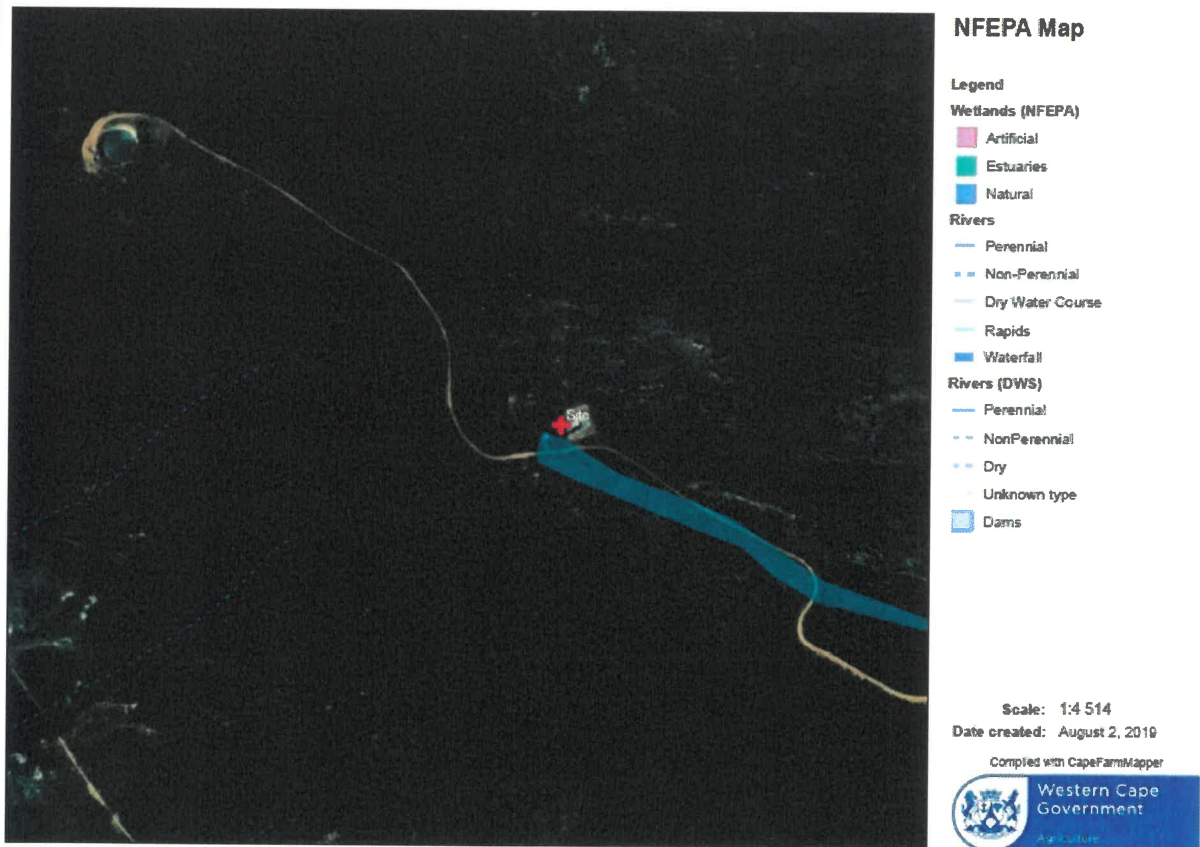 NFEPA Map
Legend
Wetlands (NFEPA)
Artificial
Estuaries
Natural
Rivers
Perennial
Non-Perennial
Dry Water Course
Rapids
Waterfall
Rivers (DWS)
Perennial
NonPerennial
Dry
Unknown type
Dams
Site
Scale: 1:4 514
Date created: August 2, 2019
Compiled with CapeFarmMapper
Western Cape
Government
Agriculture